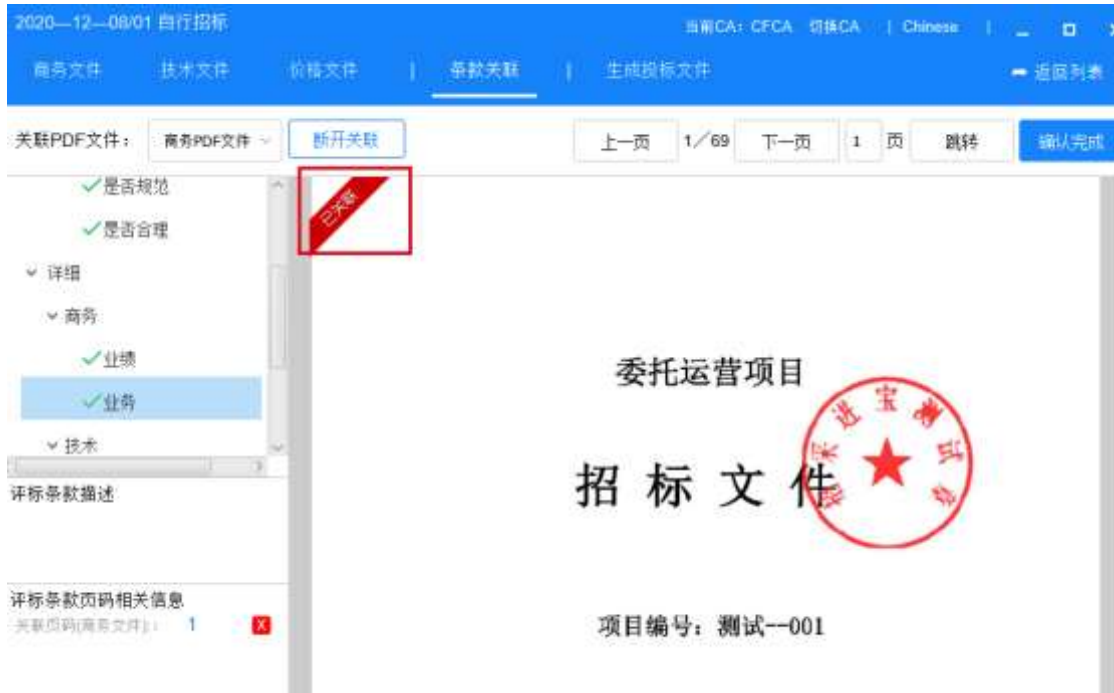 2020—12—08/01 自行招标
当前CA: CFCA 切换CA | Chinese |
商务文件 技术文件 价格文件 | 条款关联 | 生成投标文件 返回列表
关联PDF文件: 商务PDF文件 断开关联 上一页 1/69 下一页 1 页 跳转 确认完成
是否规范
是否合理
详细
商务
业绩
业务
技术
评标条款描述
评标条款页码相关信息
关联页码(商务文件): 1 X
已关联
委托运营项目
招标文件
采进宝测试章
项目编号: 测试--001